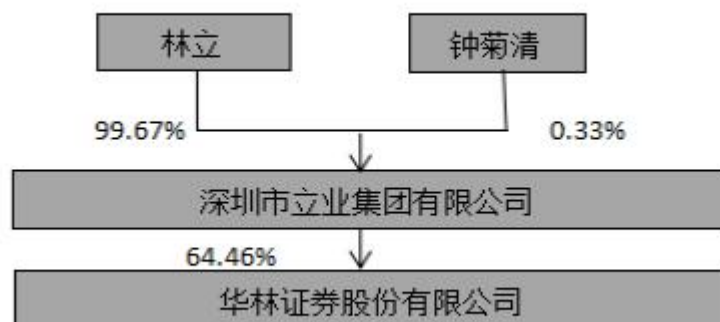 林立
钟菊清
99.67%
0.33%
深圳市立业集团有限公司
64.46%
华林证券股份有限公司